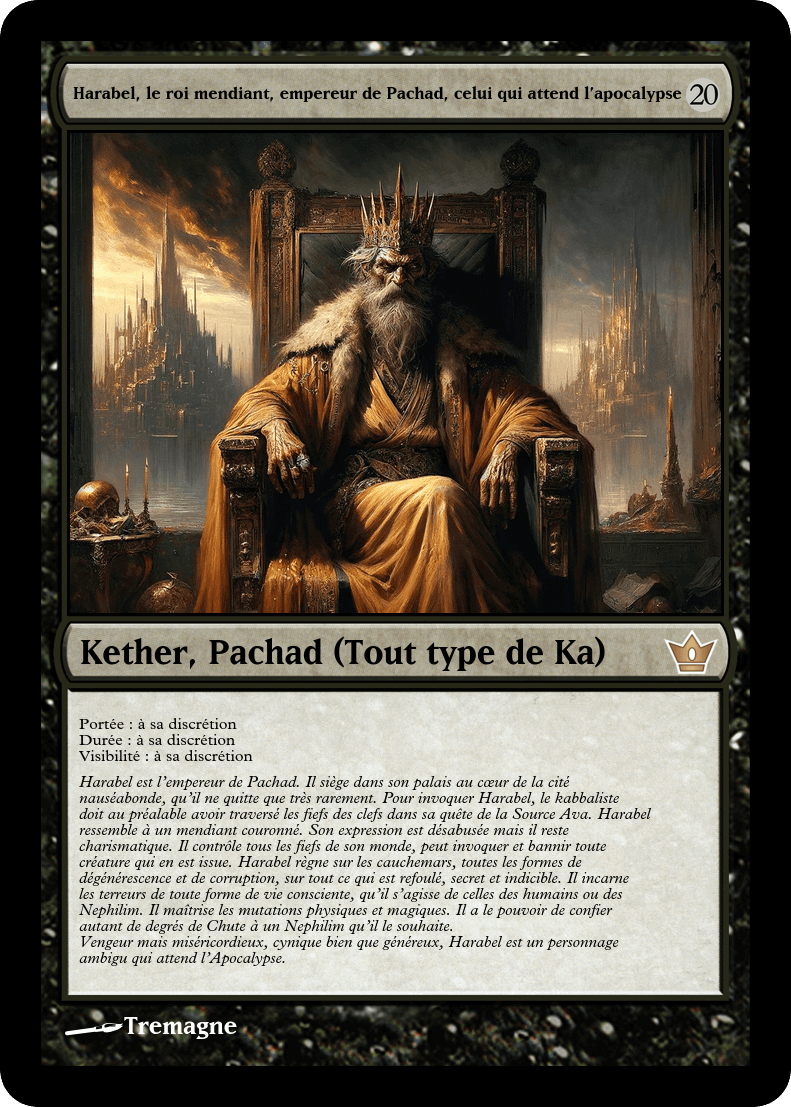 Harabel, le roi mendiant, empereur de Pachad, celui qui attend l'apocalypse 20
Kether, Pachad (Tout type de Ka)
Portée : à sa discrétion
Durée : à sa discrétion
Visibilité : à sa discrétion
Harabel est l'empereur de Pachad. Il siège dans son palais au cœur de la cité
nauséabonde, qu'il ne quitte que très rarement. Pour invoquer Harabel, le kabbaliste
doit au préalable avoir traversé les fiefs des clefs dans sa quête de la Source Ava. Harabel
ressemble à un mendiant couronné. Son expression est désabusée mais il reste
charismatique. Il contrôle tous les fiefs de son monde, peut invoquer et bannir toute
créature qui en est issue. Harabel règne sur les cauchemars, toutes les formes de
dégénérescence et de corruption, sur tout ce qui est refoulé, secret et indicible. Il incarne
les terreurs de toute forme de vie consciente, qu'il s'agisse de celles des humains ou des
Nephilim. Il maîtrise les mutations physiques et magiques. Il a le pouvoir de confier
autant de degrés de Chute à un Nephilim qu'il le souhaite.
Vengeur mais miséricordieux, cynique bien que généreux, Harabel est un personnage
ambigu qui attend l'Apocalypse.
Tremagne